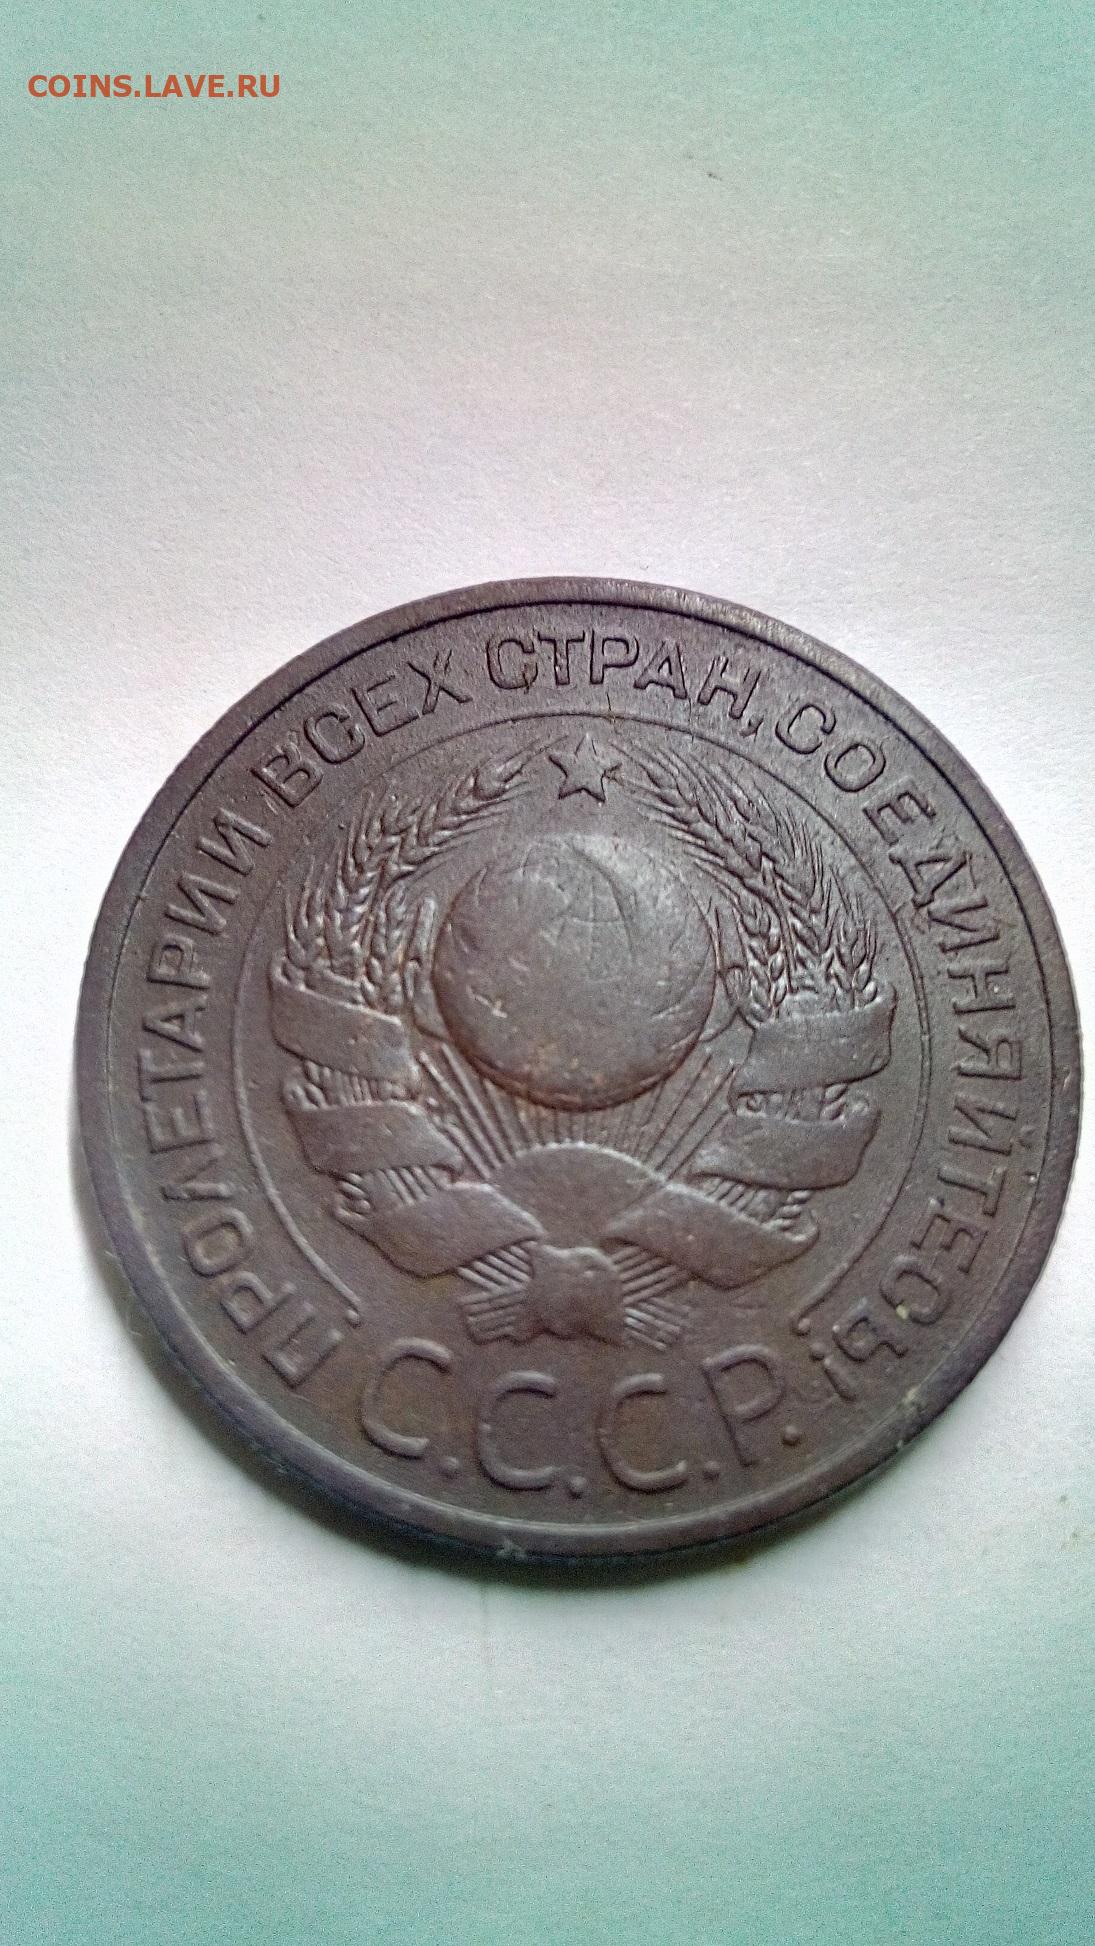 COINS.LAVE.RU
ПРОЛЕТАРИИ ВСЕХ СТРАН, СОЕДИНЯЙТЕСЬ!
С.С.С.Р.